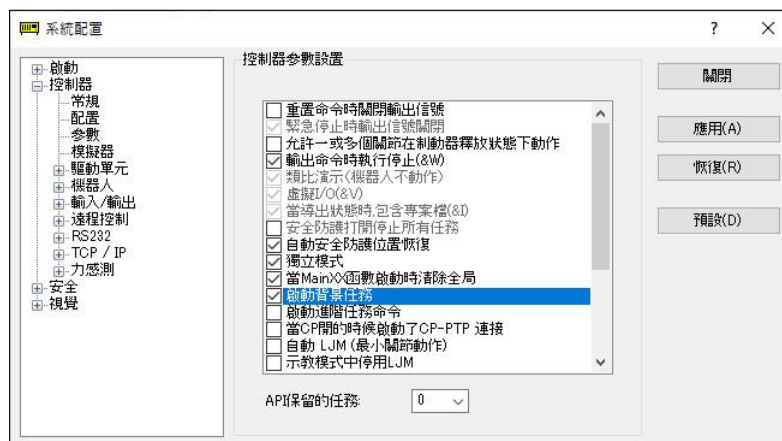 系統配置
?
啟動
控制器
常規
配置
參數
模擬器
驅動單元
機器人
輸入/輸出
遠程控制
RS232
TCP / IP
力感測
安全
視覺
控制器參數設置
重置命令時關閉輸出信號
緊急停止時輸出信號關閉
允許一或多個關節在制動器釋放狀態下動作
輸出命令時執行停止(&W)
類比演示(機器人不動作)
虛擬I/O(&V)
當導出狀態時,包含專案檔(&I)
安全防護打開停止所有任務
自動安全防護位置恢復
獨立模式
當MainXX函數啟動時清除全局
啟動背景任務
啟動進階任務命令
當CP開的時候啟動了CP-PTP 連接
自動 LJM (最小關節動作)
示教模式中停用LJM
API保留的任務:
0
關閉
應用(A)
恢復(R)
預設(D)